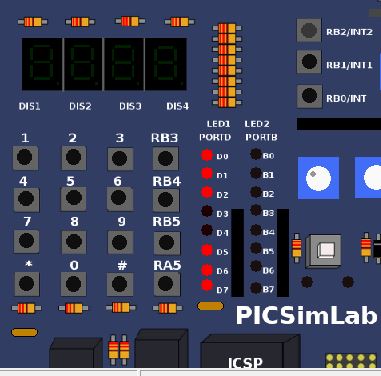 RB2/INT2
RB1/INT1
RB0/INT
DIS1 DIS2 DIS3 DIS4
LED1 LED2
PORTD PORTB
1 2 3 RB3
4 5 6 RB4
7 8 9 RB5
* 0 # RA5
D0 B0
D1 B1
D2 B2
D3 B3
D4 B4
D5 B5
D6 B6
D7 B7
PICSimLab
ICSP